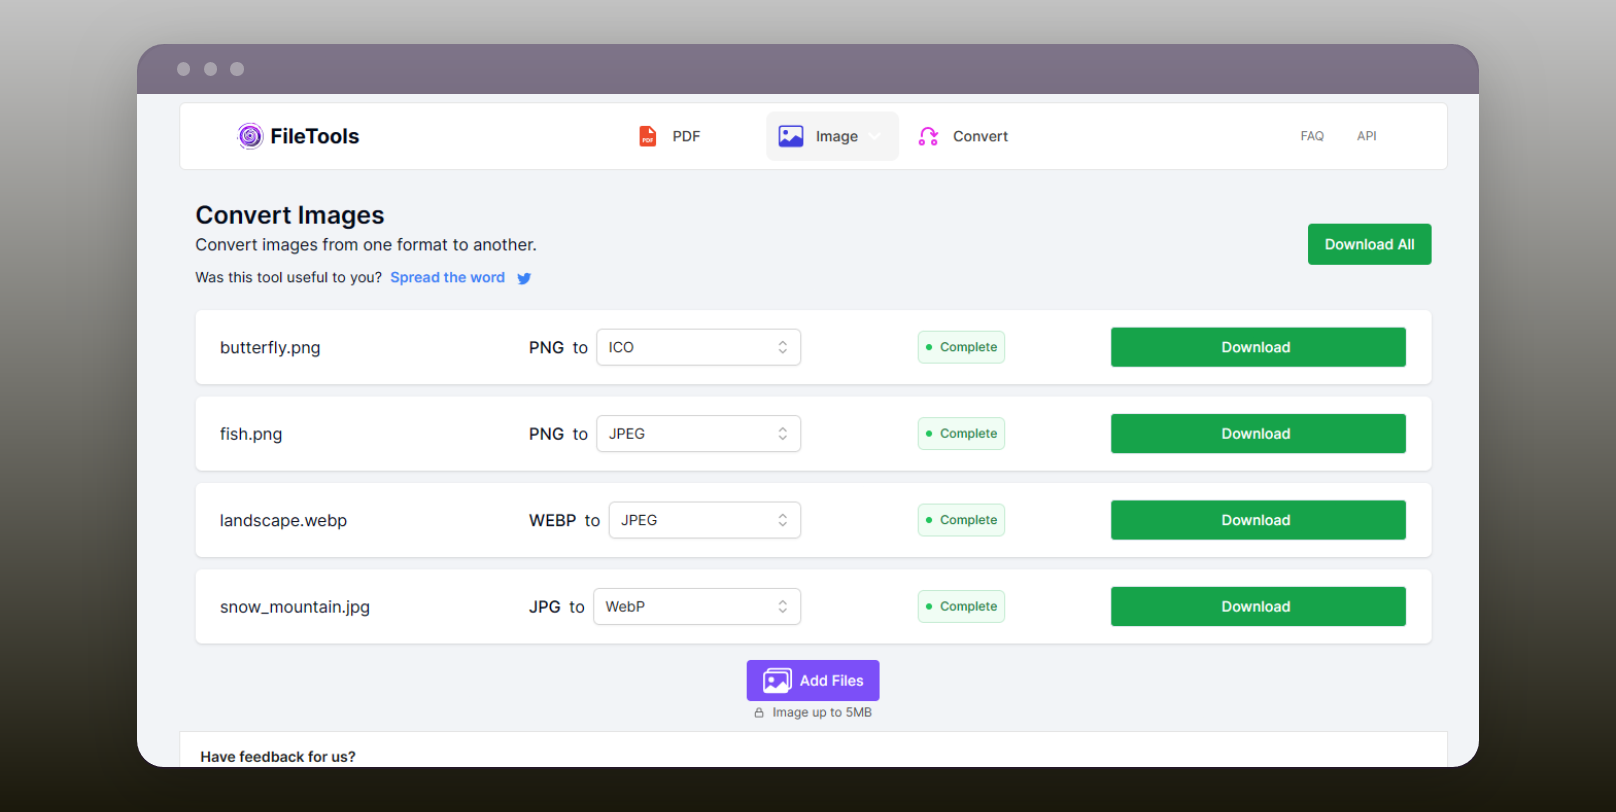 FileTools
PDF
PDF
Image
Convert
FAQ
API
Convert Images
Convert images from one format to another.
Was this tool useful to you? Spread the word
Download All
butterfly.png
PNG to ICO
Complete
Download
fish.png
PNG to JPEG
Complete
Download
landscape.webp
WEBP to JPEG
Complete
Download
snow_mountain.jpg
JPG to WebP
Complete
Download
Add Files
Image up to 5MB
Have feedback for us?